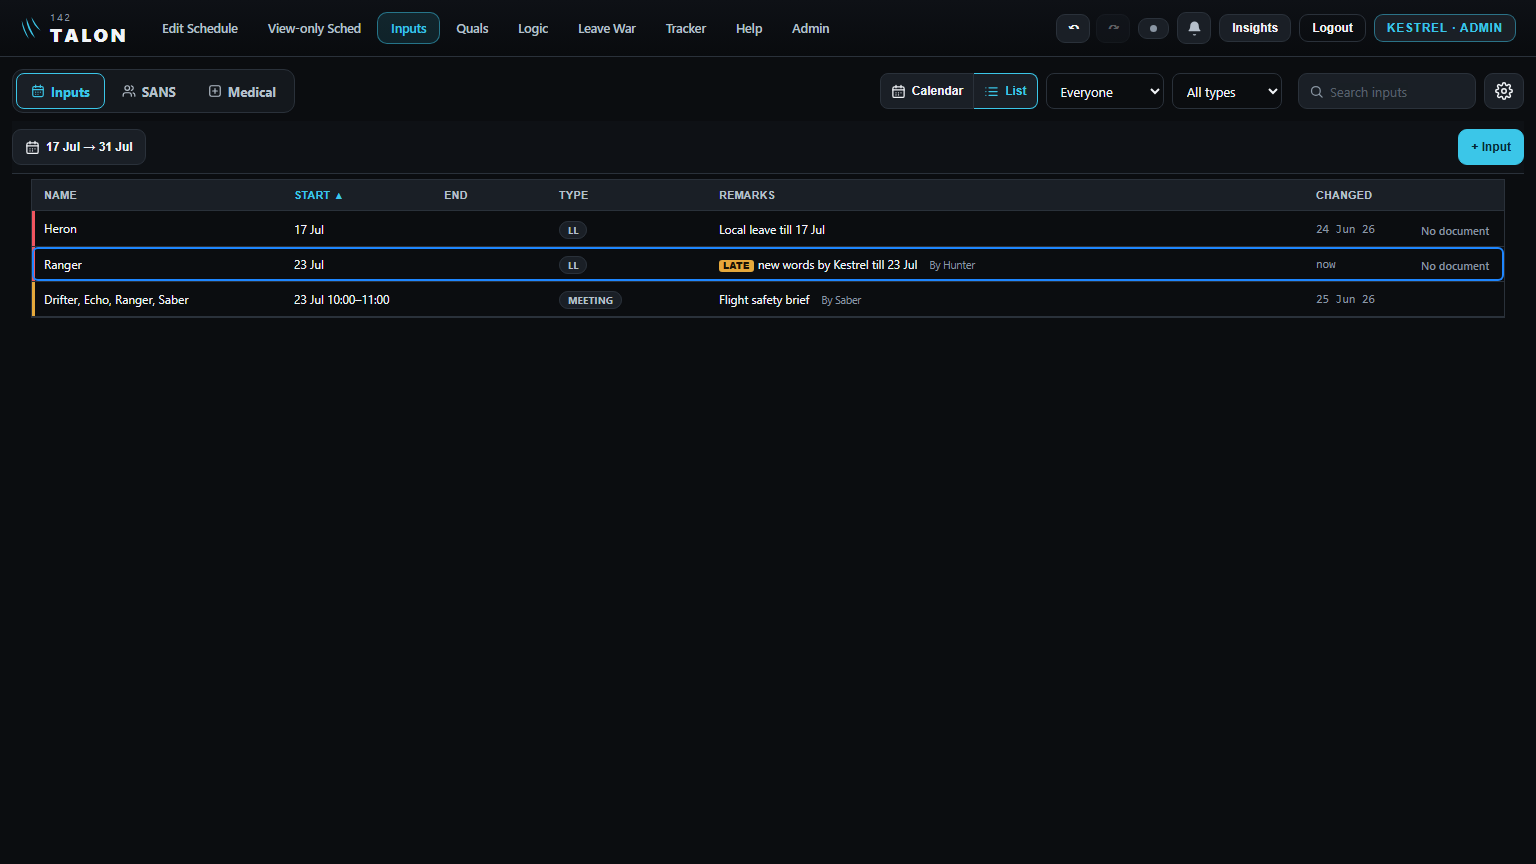 142
TALON
Edit Schedule
View-only Sched
Inputs
Quals
Logic
Leave War
Tracker
Help
Admin
Insights
Logout
KESTREL · ADMIN
Inputs
SANS
Medical
Calendar
List
Everyone
All types
Search inputs
17 Jul → 31 Jul
+ Input
NAME START ▲ END TYPE REMARKS CHANGED
Heron 17 Jul LL Local leave till 17 Jul 24 Jun 26 No document
Ranger 23 Jul LL LATE new words by Kestrel till 23 Jul By Hunter now No document
Drifter, Echo, Ranger, Saber 23 Jul 10:00–11:00 MEETING Flight safety brief By Saber 25 Jun 26